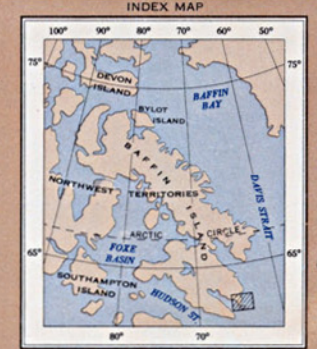 INDEX MAP
100° 90° 80° 70° 60° 50°
75° 75°
DEVON
ISLAND
BAFFIN
BAY
BYLOT
ISLAND
BAFFIN ISLAND
DAVIS STRAIT
NORTHWEST TERRITORIES
ARCTIC CIRCLE
FOXE
BASIN
65° 65°
SOUTHAMPTON
ISLAND
HUDSON ST.
80° 70°